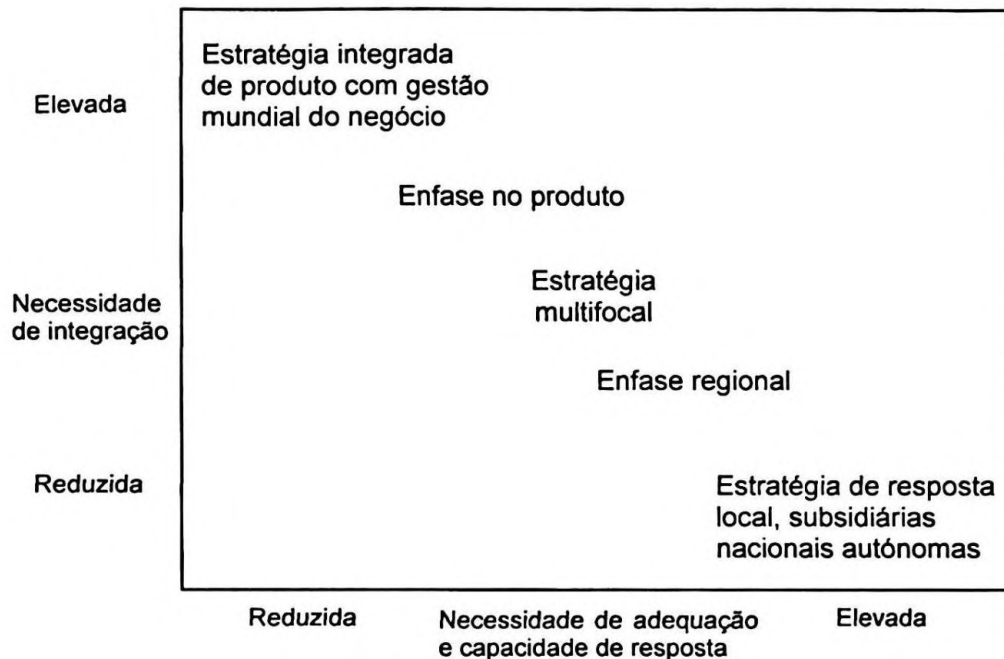 Elevada
Estratégia integrada
de produto com gestão
mundial do negócio
Enfase no produto
Necessidade
de integração
Estratégia
multifocal
Enfase regional
Reduzida
Estratégia de resposta
local, subsidiárias
nacionais autónomas
Reduzida
Necessidade de adequação
e capacidade de resposta
Elevada